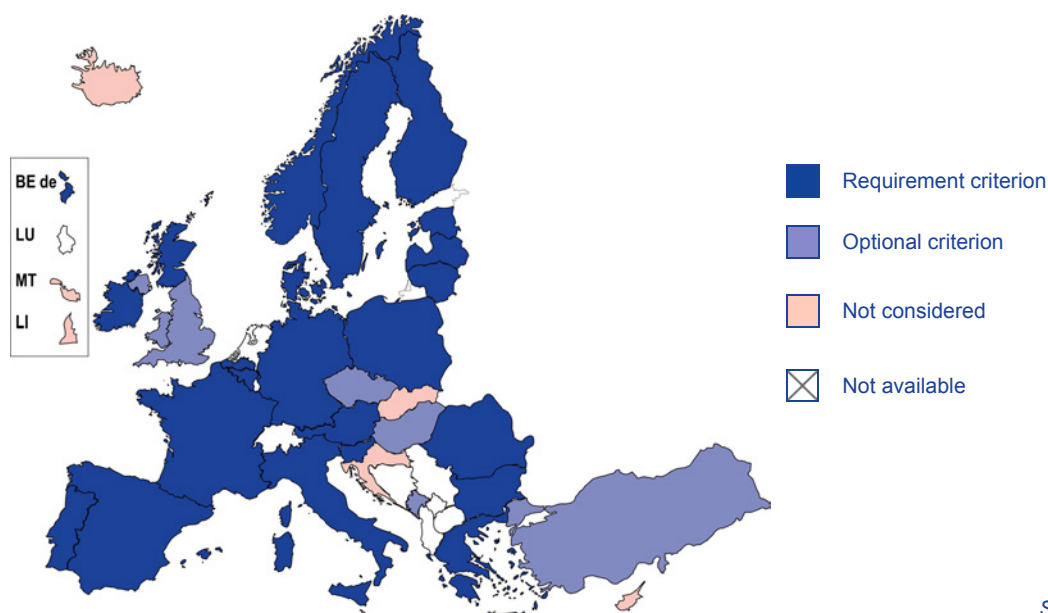 BE de
LU
MT
LI
Requirement criterion
Optional criterion
Not considered
Not available